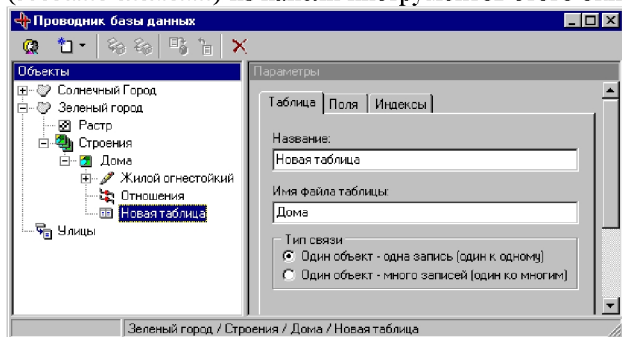 Проводник базы данных
Объекты
Солнечный Город
Зеленый город
Растр
Строения
Дома
Жилой огнестойкий
Отношения
Новая таблица
Улицы
Параметры
Таблица Поля Индексы
Название:
Новая таблица
Имя файла таблицы:
Дома
Тип связи
Один объект - одна запись (один к одному)
Один объект - много записей (один ко многим)
Зеленый город / Строения / Дома / Новая таблица